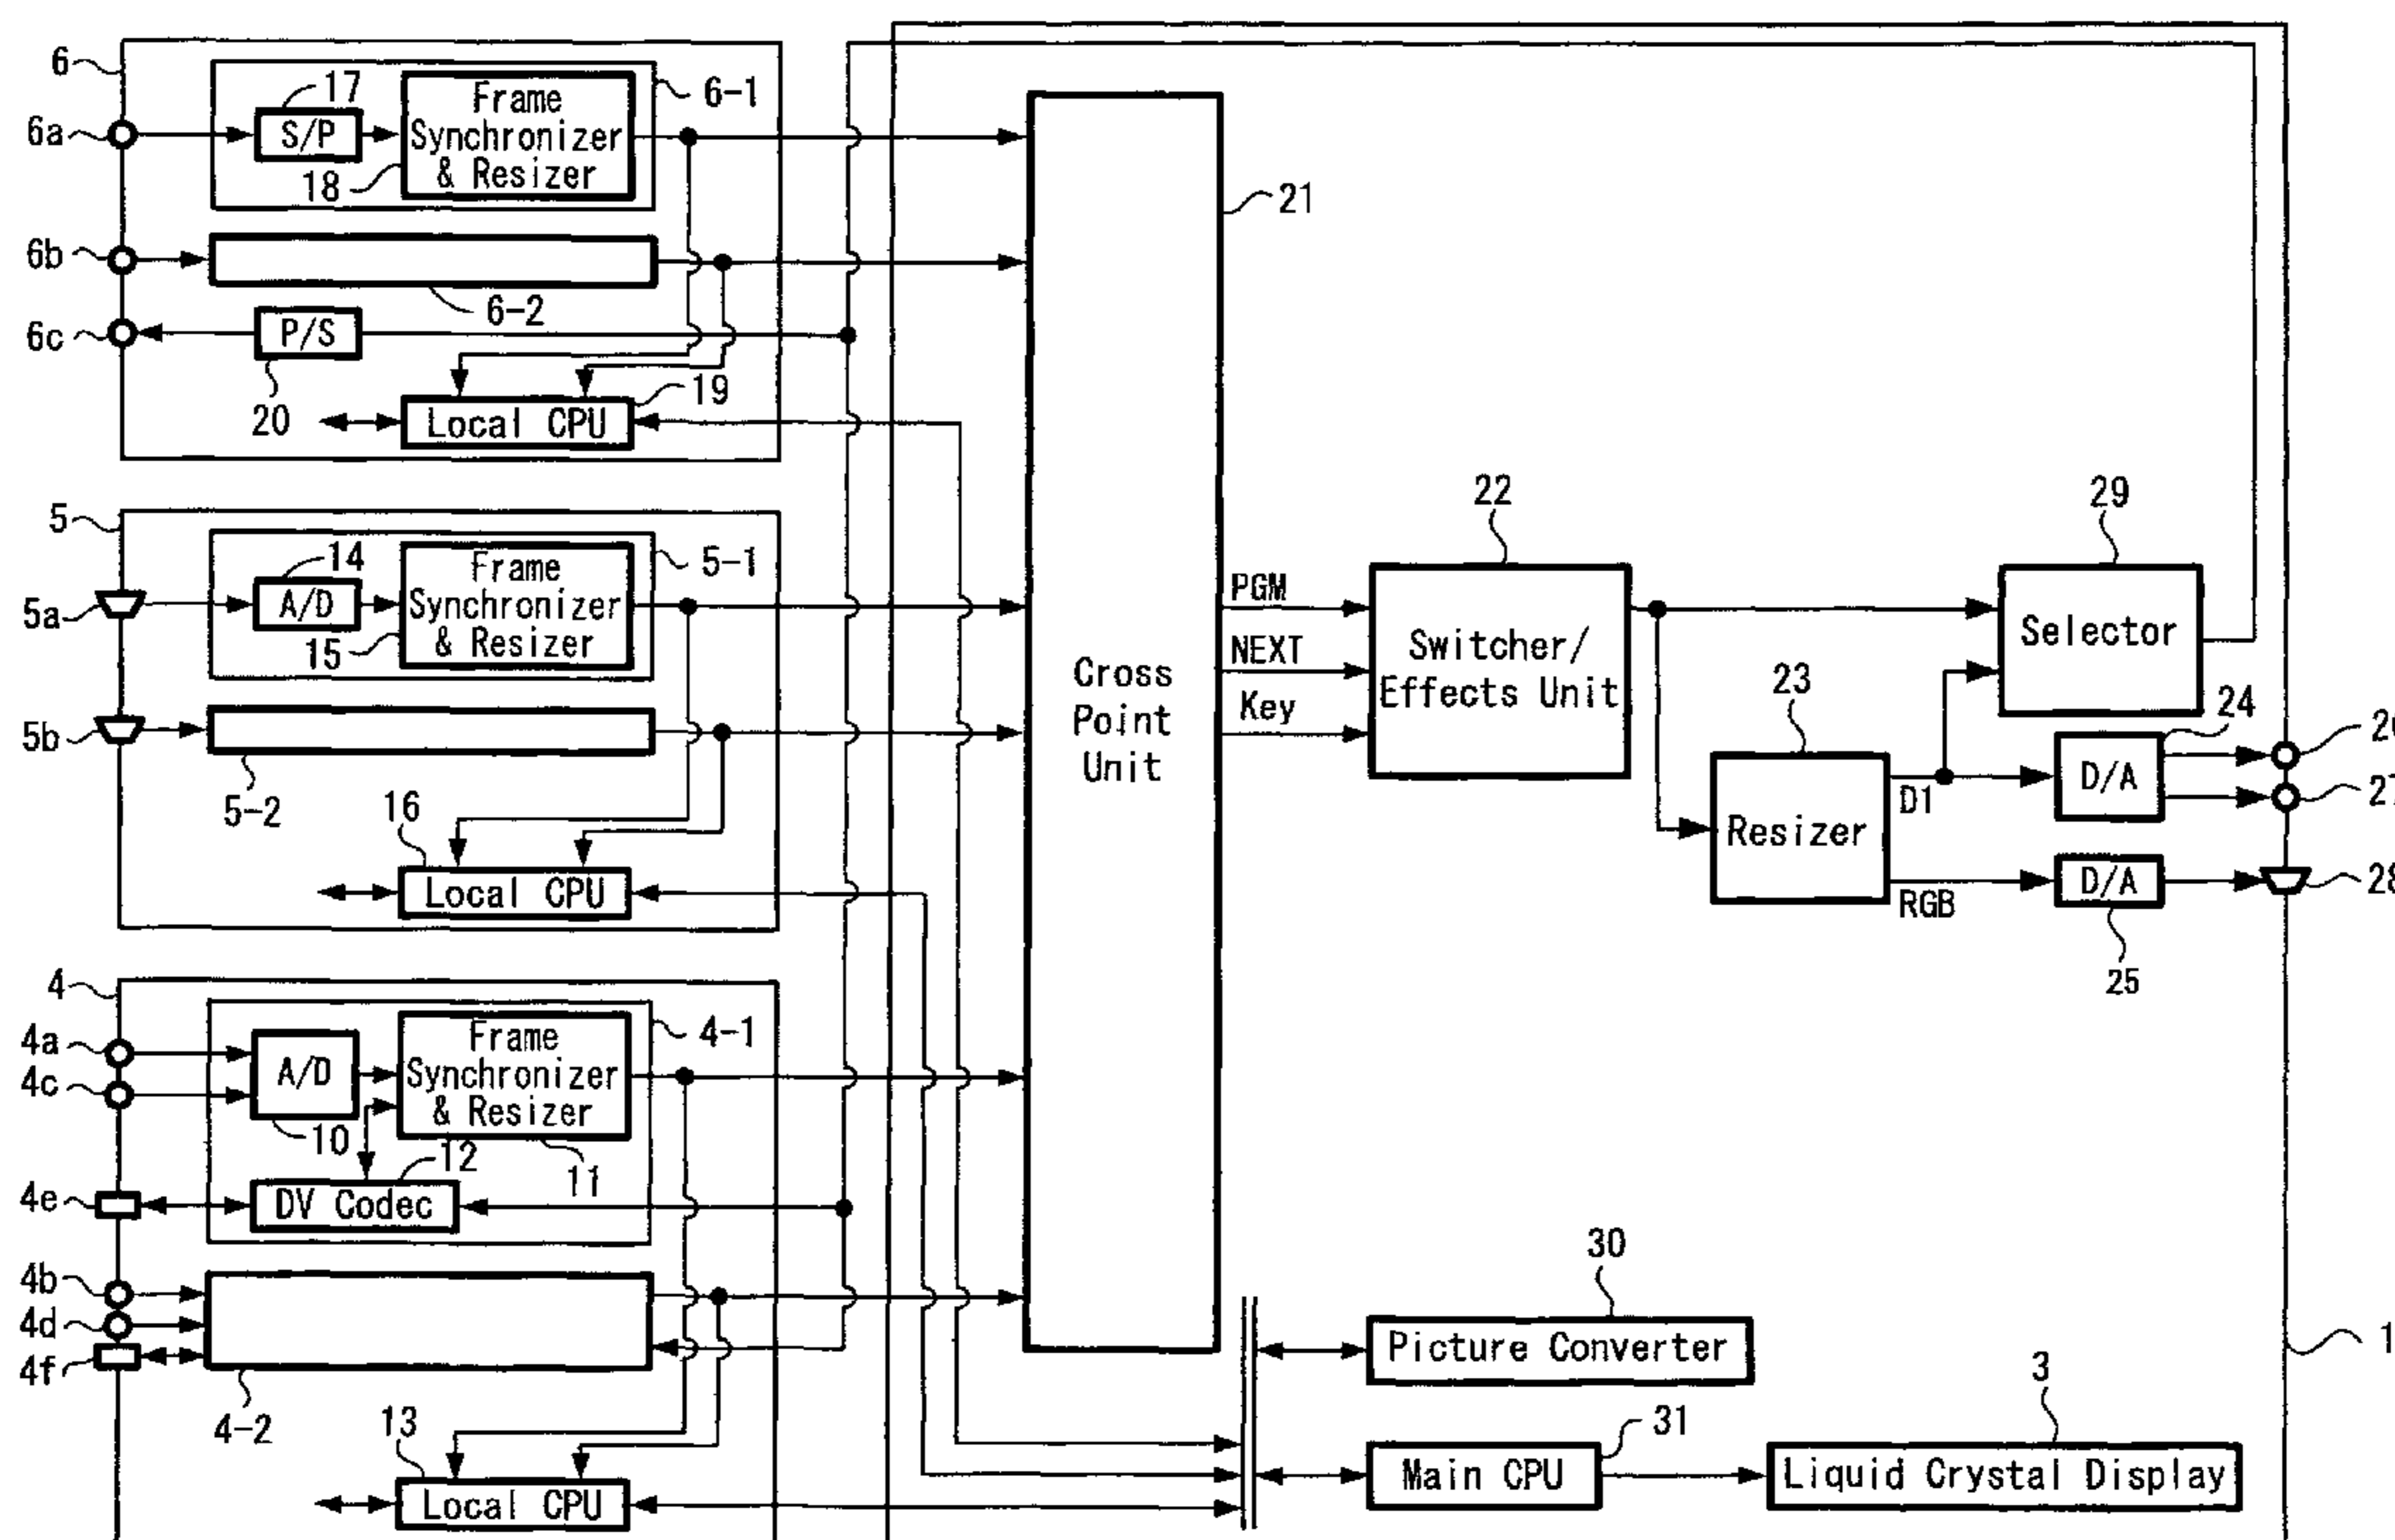 6
17
Frame
Synchronizer
& Resizer
6-1
6a
S/P
18
21
6b
6-2
6c
P/S
20
19
Local CPU
5
14
Frame
Synchronizer
& Resizer
5-1
5a
A/D
15
5b
5-2
16
Local CPU
Cross
Point
Unit
PGM
NEXT
Key
22
Switcher/
Effects Unit
29
Selector
23
Resizer
24
D1
D/A
RGB
D/A
25
28
4
4a
4c
A/D
10
Frame
Synchronizer
& Resizer
4-1
12
11
4e
DV Codec
4b
4d
4f
4-2
13
Local CPU
30
Picture Converter
1
3
31
Main CPU
Liquid Crystal Display